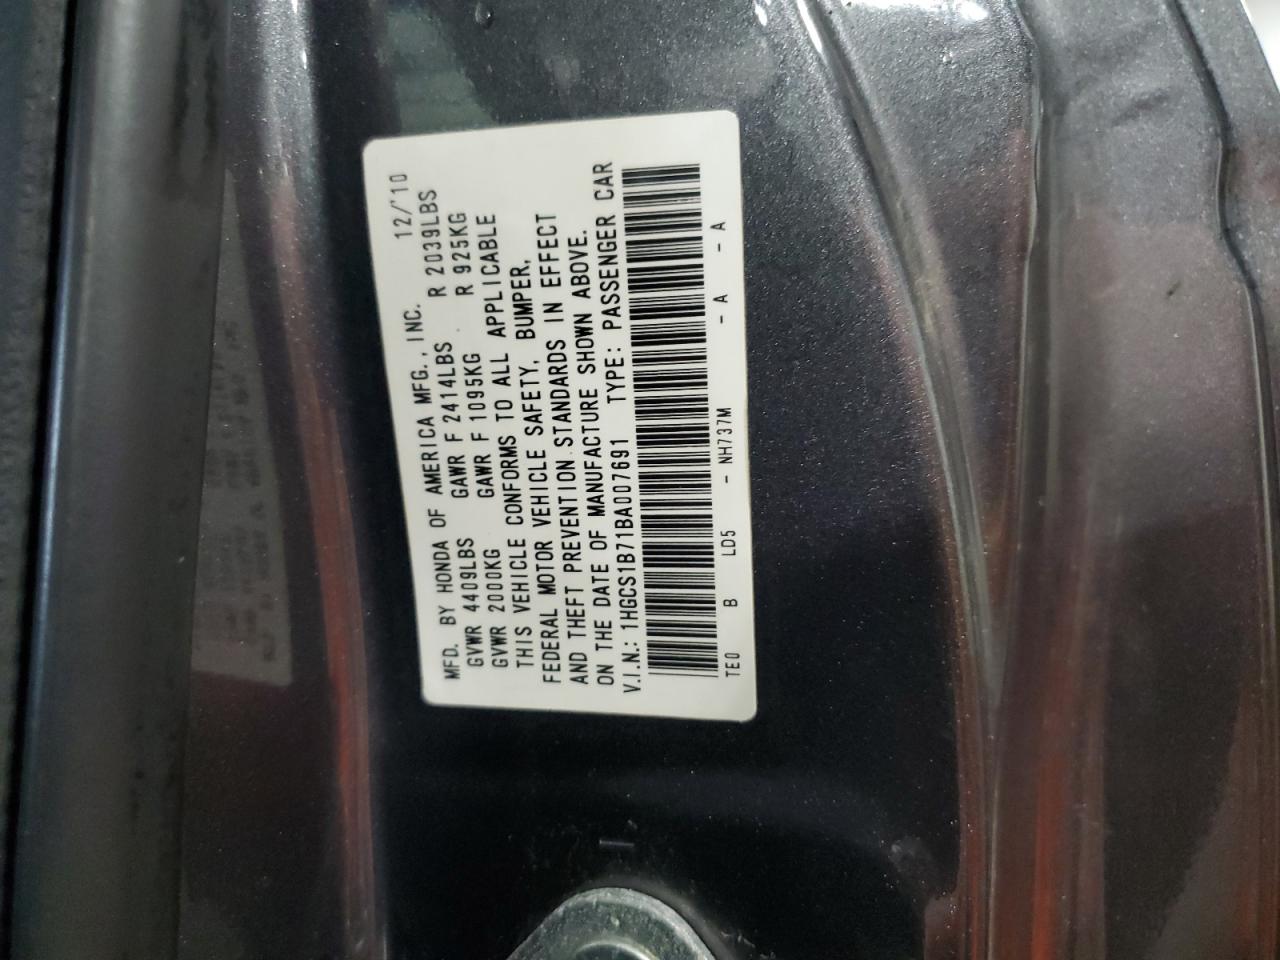 MFD. BY HONDA OF AMERICA MFG., INC. 12/'10
GVWR 4409LBS GAWR F 2414LBS R 2039LBS
GVWR 2000KG GAWR F 1095KG R 925KG
THIS VEHICLE CONFORMS TO ALL APPLICABLE
FEDERAL MOTOR VEHICLE SAFETY, BUMPER,
AND THEFT PREVENTION STANDARDS IN EFFECT
ON THE DATE OF MANUFACTURE SHOWN ABOVE.
V.I.N.: 1HGCS1B71BA007691 TYPE: PASSENGER CAR
TE0 B LD5 - NH737M - A - A